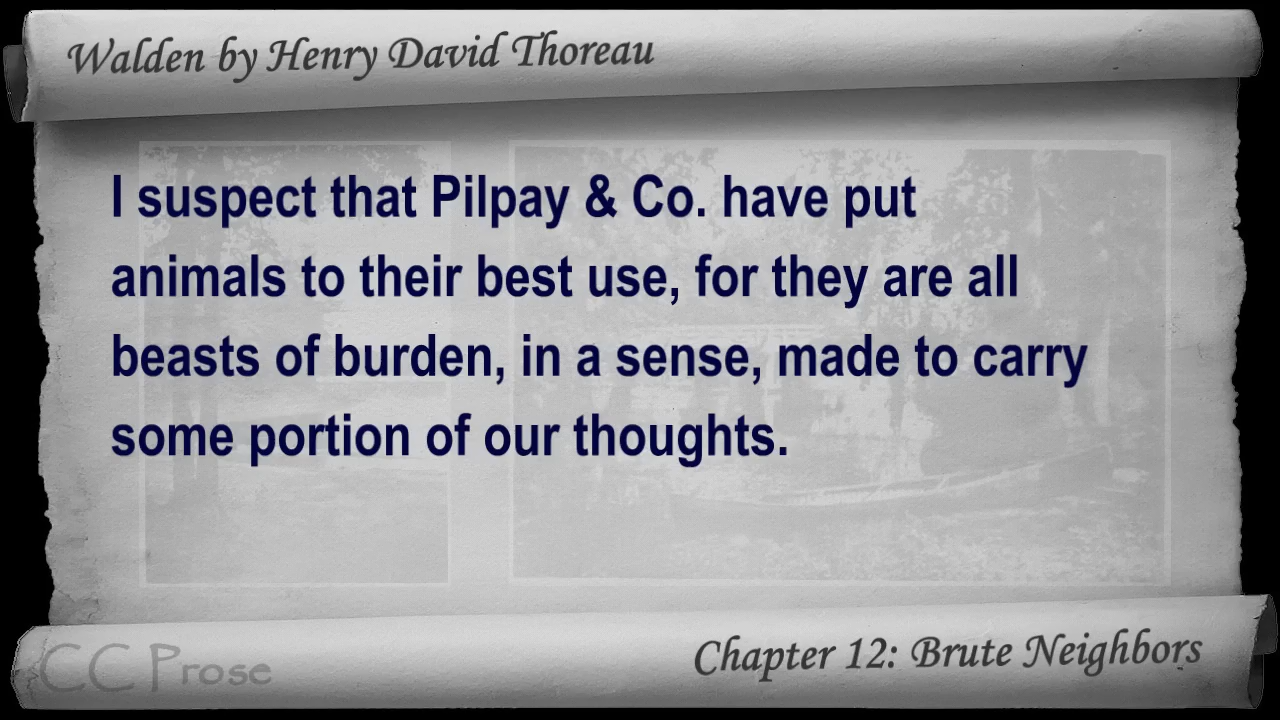 Walden by Henry David Thoreau
I suspect that Pilpay & Co. have put
animals to their best use, for they are all
beasts of burden, in a sense, made to carry
some portion of our thoughts.
CC Prose
Chapter 12: Brute Neighbors